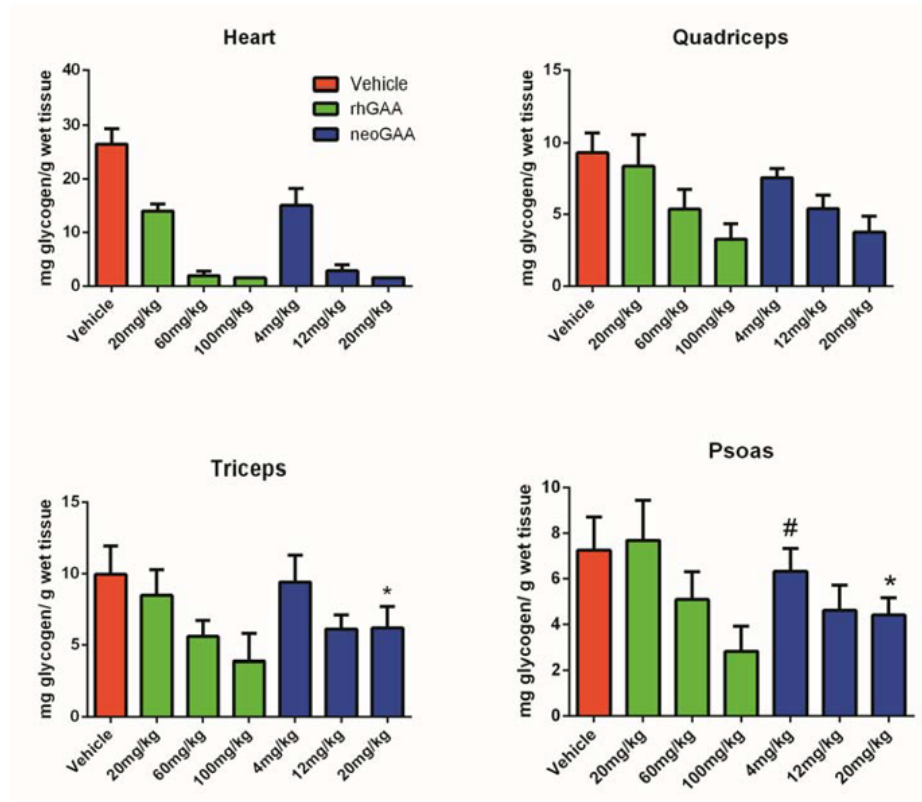 Heart
mg glycogen/g wet tissue
40
30
20
10
0
Vehicle
rhGAA
neoGAA
Vehicle
20mg/kg
60mg/kg
100mg/kg
4mg/kg
12mg/kg
20mg/kg
Quadriceps
mg glycogen/g wet tissue
15
10
5
0
Vehicle
20mg/kg
60mg/kg
100mg/kg
4mg/kg
12mg/kg
20mg/kg
Triceps
mg glycogen/ g wet tissue
15
10
5
0
*
Vehicle
20mg/kg
60mg/kg
100mg/kg
4mg/kg
12mg/kg
20mg/kg
Psoas
mg glycogen/g wet tissue
10
8
6
4
2
0
#
*
Vehicle
20mg/kg
60mg/kg
100mg/kg
4mg/kg
12mg/kg
20mg/kg